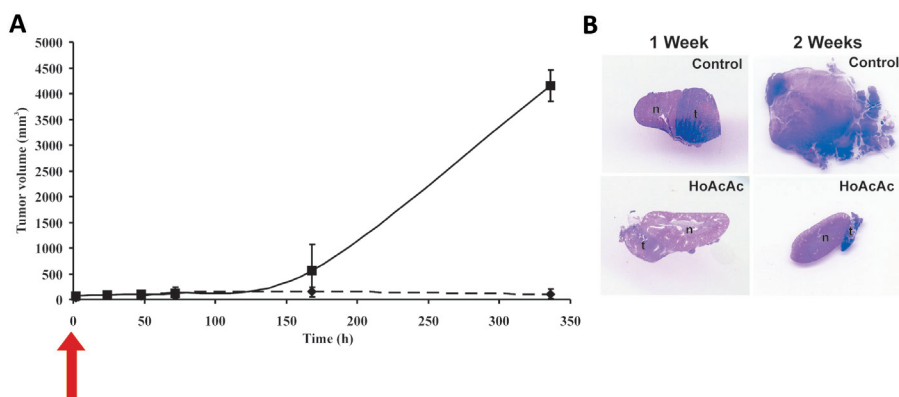 A
5000
4500
4000
3500
3000
2500
2000
1500
1000
500
0
Tumor volume (mm³)
0 50 100 150 200 250 300 350
Time (h)
B
1 Week 2 Weeks
Control Control
n t
HoAcAc HoAcAc
t n n t